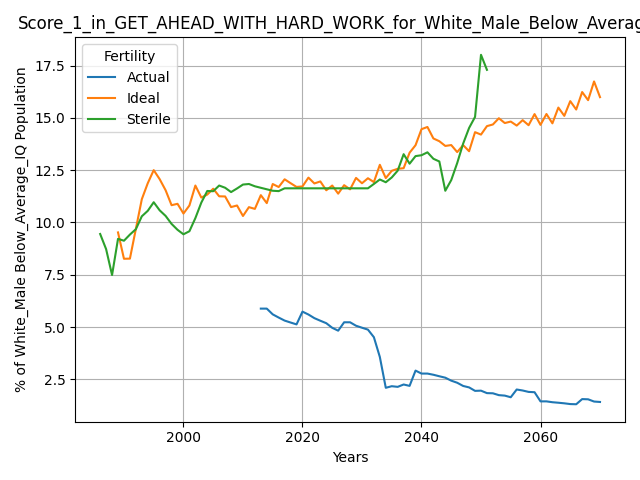 Score_1_in_GET_AHEAD_WITH_HARD_WORK_for_White_Male_Below_Averag
Fertility
Actual
Ideal
Sterile
% of White_Male Below_Average_IQ Population
17.5
15.0
12.5
10.0
7.5
5.0
2.5
2000
2020
2040
2060
Years